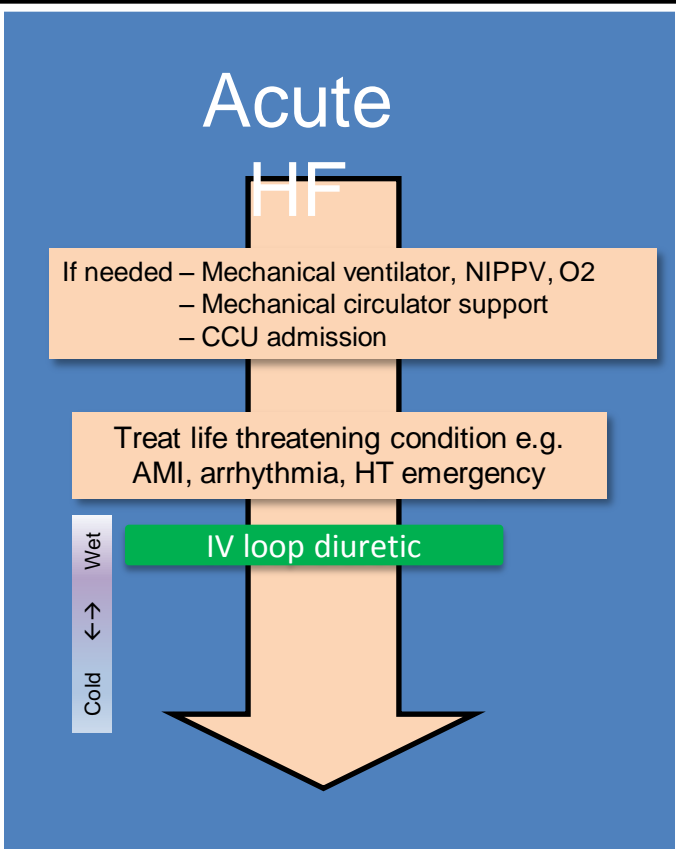 Acute
HF
If needed – Mechanical ventilator, NIPPV, O2
– Mechanical circulator support
– CCU admission
Treat life threatening condition e.g.
AMI, arrhythmia, HT emergency
IV loop diuretic
Cold ←→ Wet